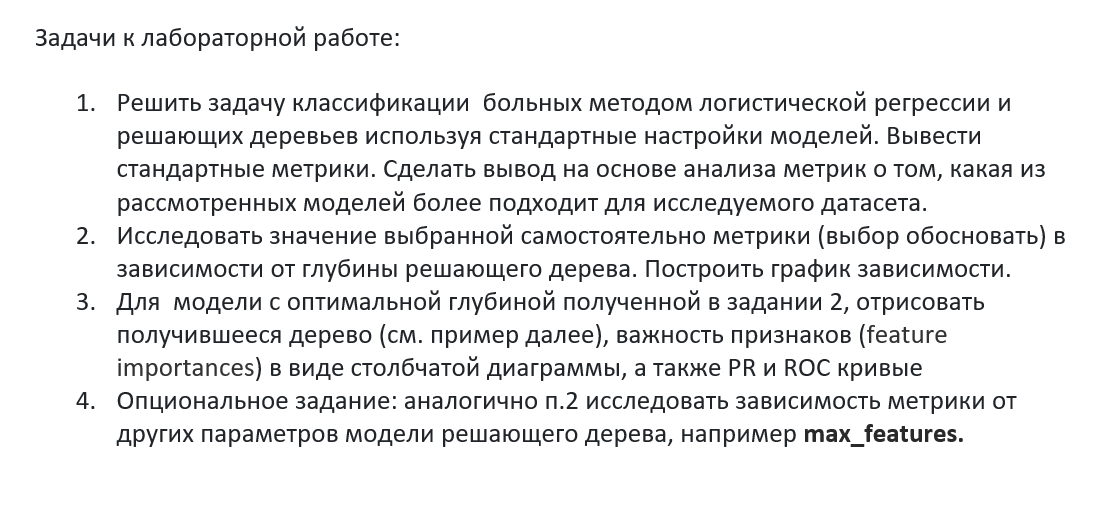 Задачи к лабораторной работе:
1. Решить задачу классификации  больных методом логистической регрессии и
решающих деревьев используя стандартные настройки моделей. Вывести
стандартные метрики. Сделать вывод на основе анализа метрик о том, какая из
рассмотренных моделей более подходит для исследуемого датасета.
2. Исследовать значение выбранной самостоятельно метрики (выбор обосновать) в
зависимости от глубины решающего дерева. Построить график зависимости.
3. Для  модели с оптимальной глубиной полученной в задании 2, отрисовать
получившееся дерево (см. пример далее), важность признаков (feature
importances) в виде столбчатой диаграммы, а также PR и ROC кривые
4. Опциональное задание: аналогично п.2 исследовать зависимость метрики от
других параметров модели решающего дерева, например max_features.